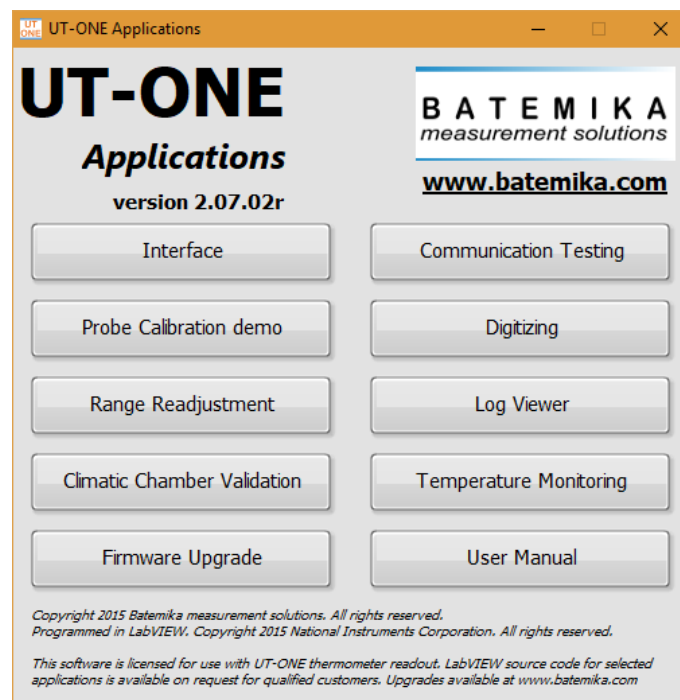 UT ONE
UT-ONE Applications
UT-ONE
Applications
version 2.07.02r
BATEMIKA
measurement solutions
www.batemika.com
Interface
Communication Testing
Probe Calibration demo
Digitizing
Range Readjustment
Log Viewer
Climatic Chamber Validation
Temperature Monitoring
Firmware Upgrade
User Manual
Copyright 2015 Batemika measurement solutions. All rights reserved.
Programmed in LabVIEW. Copyright 2015 National Instruments Corporation. All rights reserved.
This software is licensed for use with UT-ONE thermometer readout. LabVIEW source code for selected
applications is available on request for qualified customers. Upgrades available at www.batemika.com